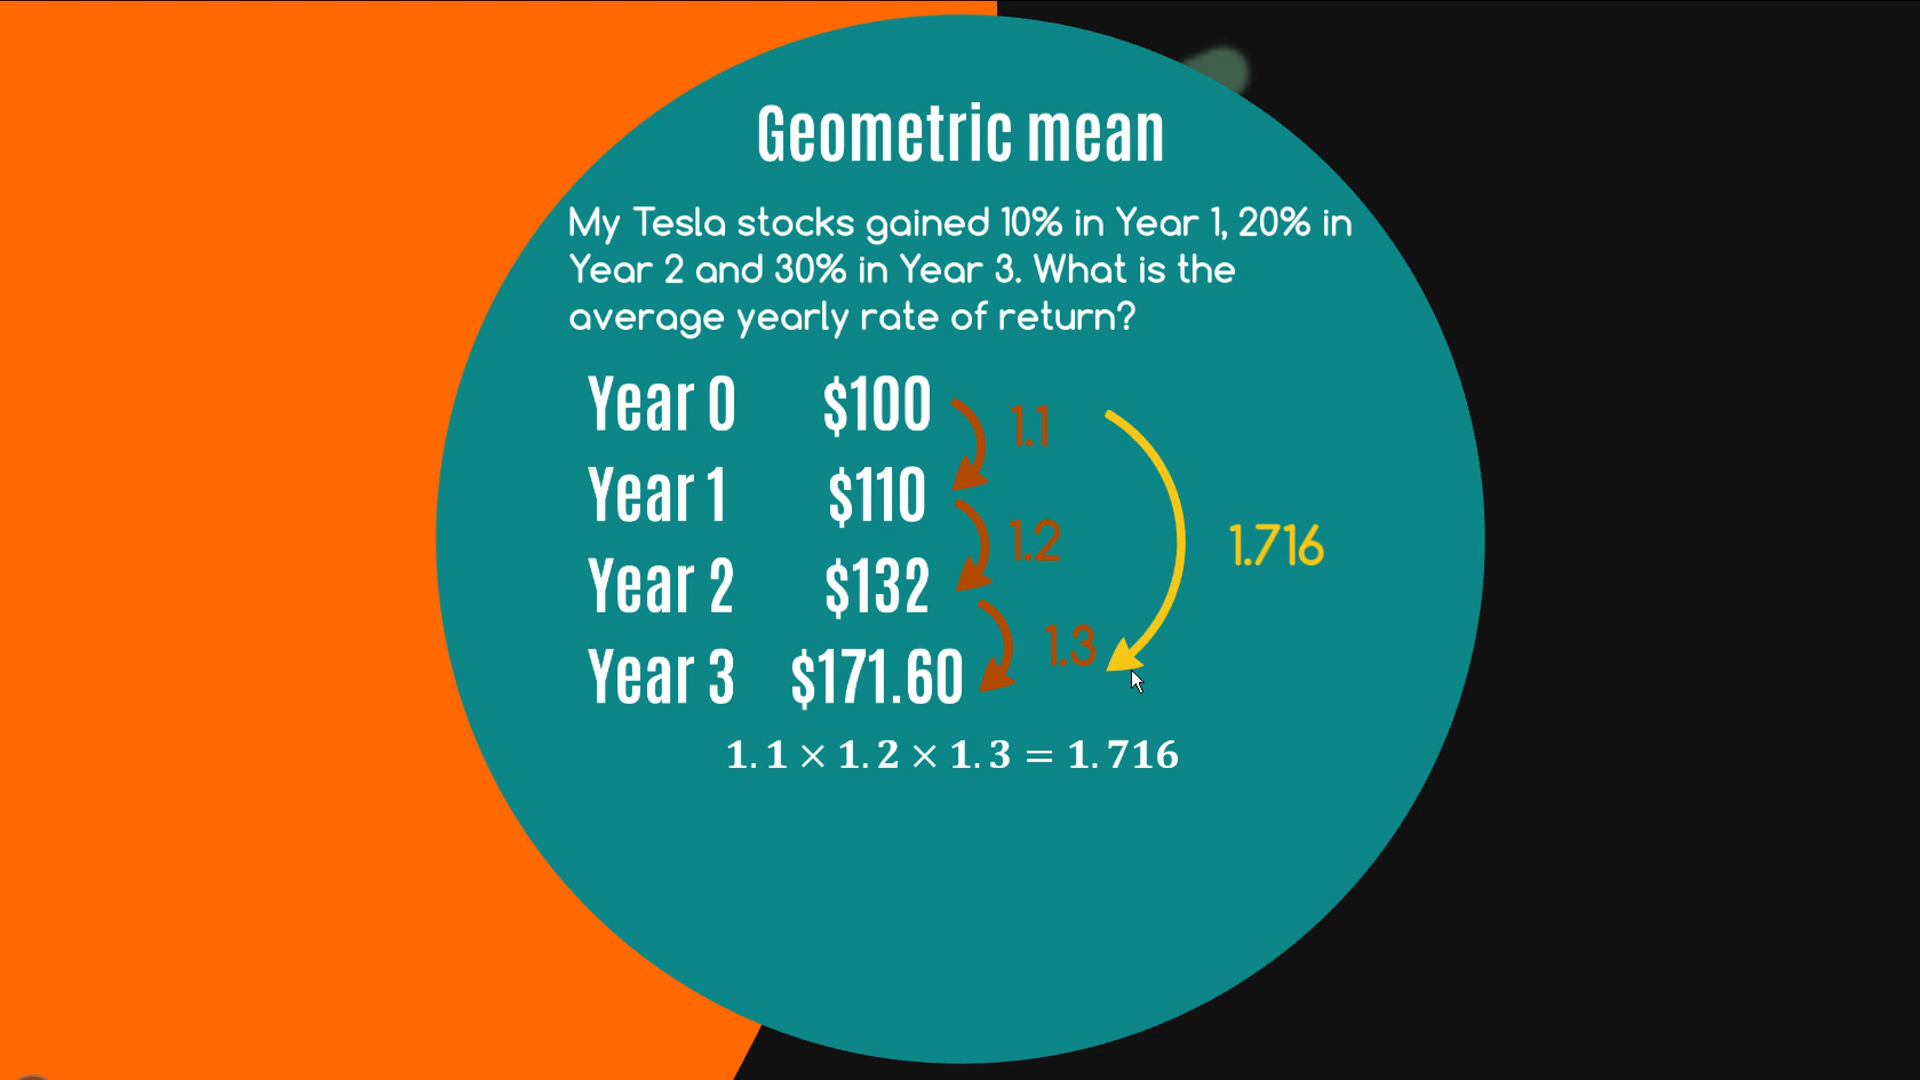 Geometric mean
My Tesla stocks gained 10% in Year 1, 20% in
Year 2 and 30% in Year 3. What is the
average yearly rate of return?
Year 0 $100
1.1
Year 1 $110
1.2
1.716
Year 2 $132
1.3
Year 3 $171.60
1.1 × 1.2 × 1.3 = 1.716